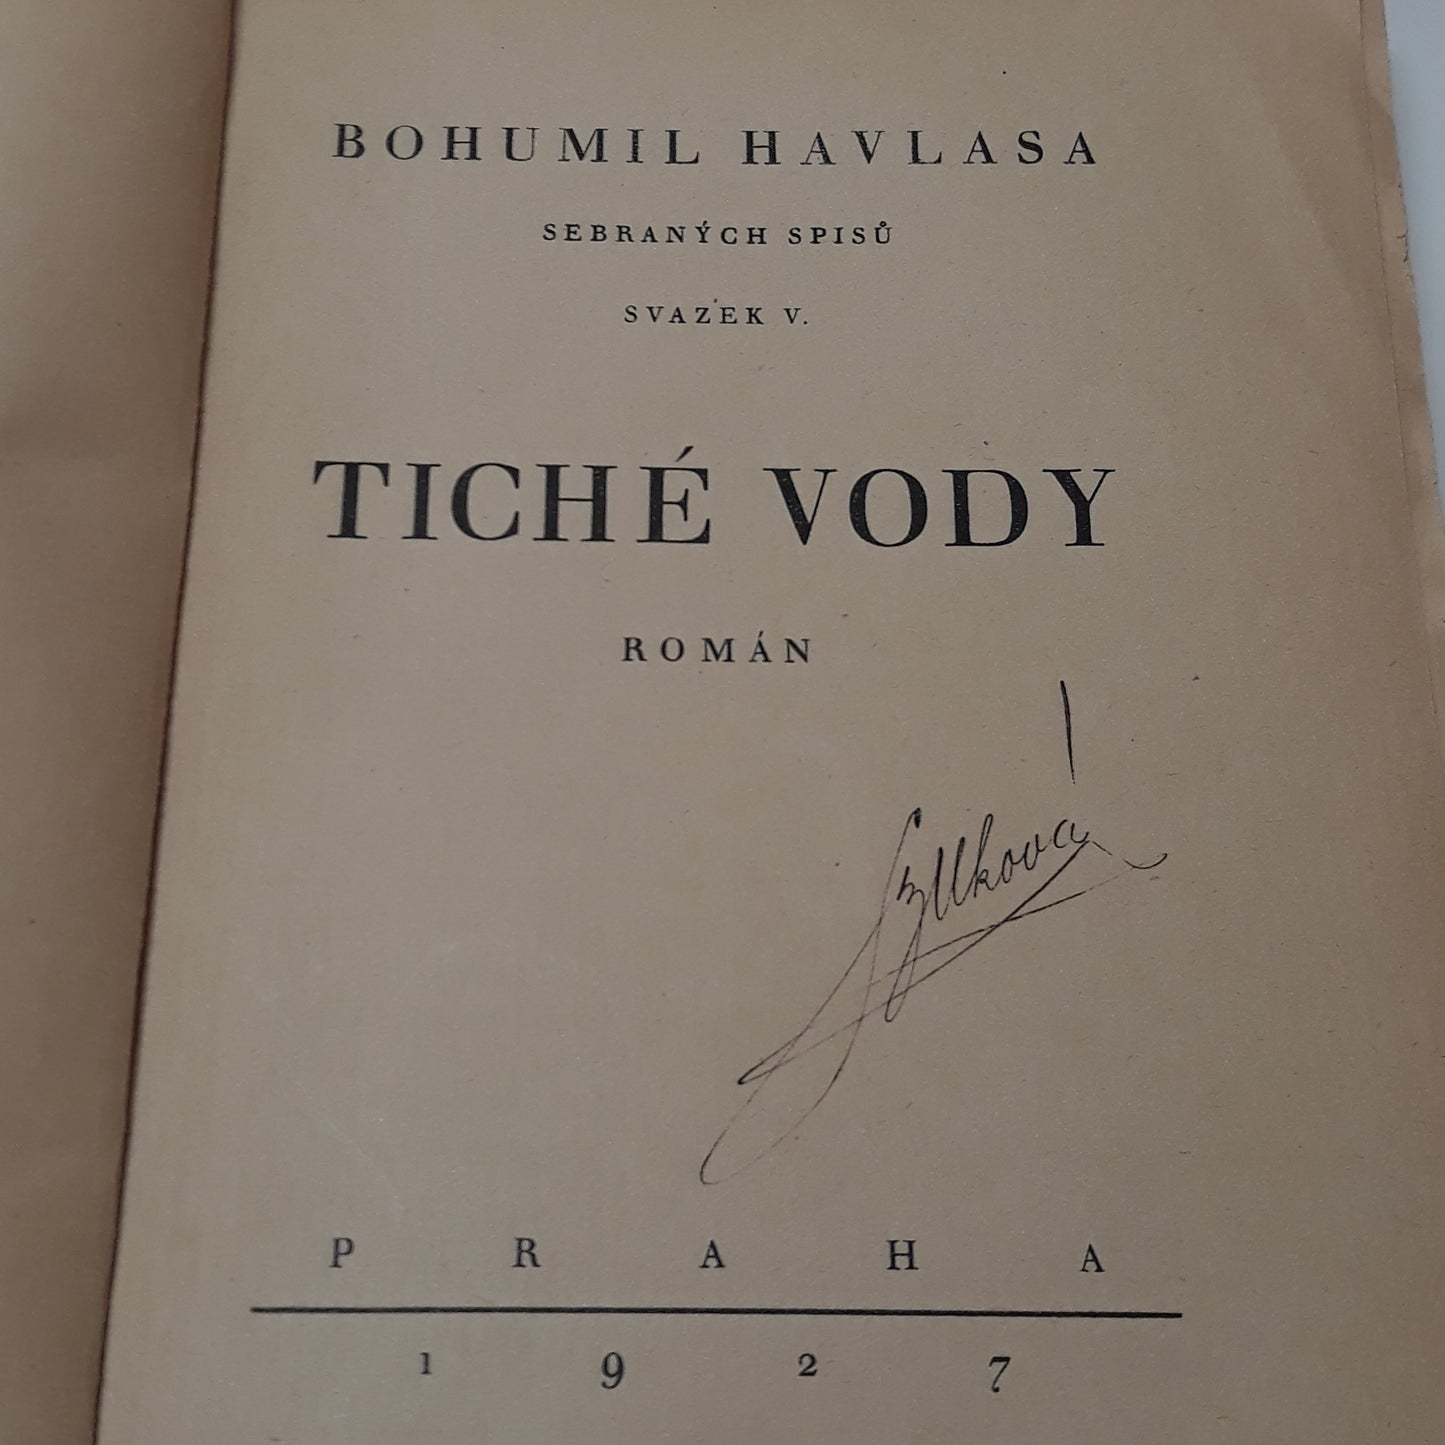 BOHUMIL HAVLASA
SEBRANÝCH SPISŮ
SVAZEK V.
TICHÉ VODY
ROMÁN
PRAHA
1927